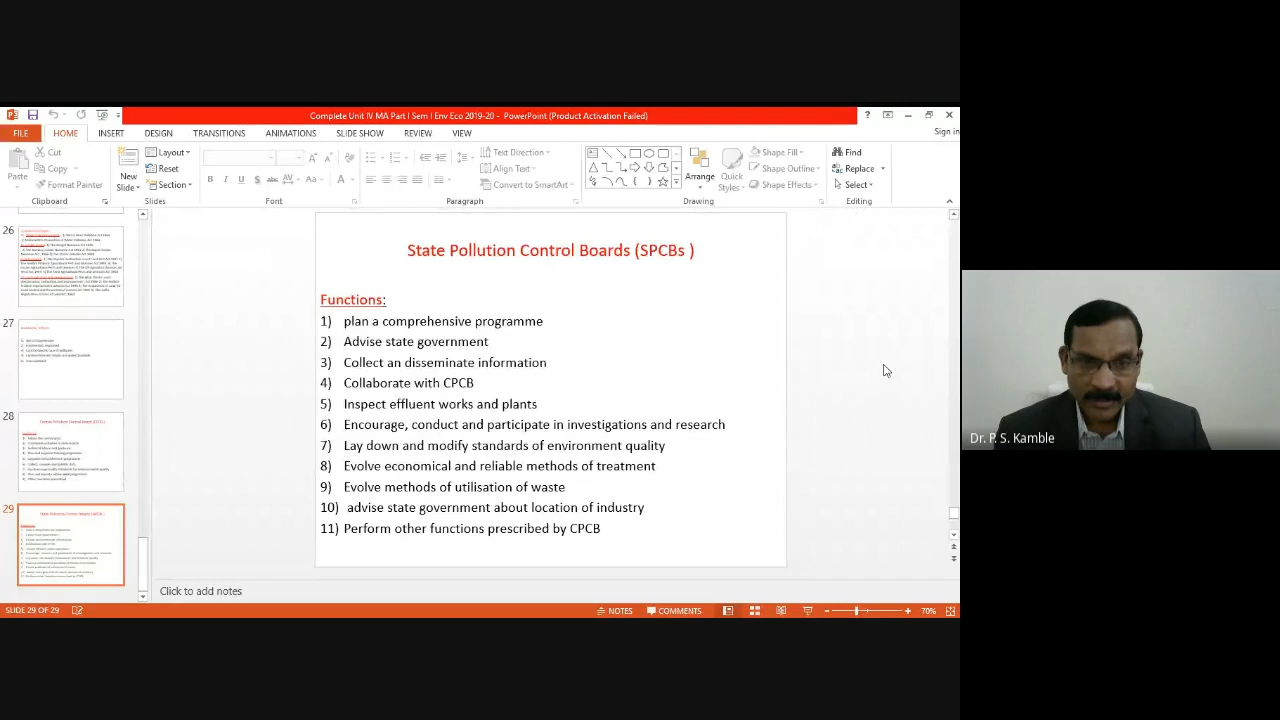 Complete Unit IV MA Part I Sem I Env Eco 2019-20 - PowerPoint (Product Activation Failed)
FILE HOME INSERT DESIGN TRANSITIONS ANIMATIONS SLIDE SHOW REVIEW VIEW Sign in
Paste
Cut
Copy
Format Painter
Clipboard
New
Slide
Layout
Reset
Section
Slides
B I U S abc AV Aa A
Font
Text Direction
Align Text
Convert to SmartArt
Paragraph
Arrange
Quick
Styles
Shape Fill
Shape Outline
Shape Effects
Drawing
Find
Replace
Select
Editing
26
27
28
29
State Pollution Control Boards (SPCBs )
Functions:
1) plan a comprehensive programme
2) Advise state government
3) Collect an disseminate information
4) Collaborate with CPCB
5) Inspect effluent works and plants
6) Encourage, conduct and participate in investigations and research
7) Lay down and modify standards of environment quality
8) Evolve economical and reliable methods of treatment
9) Evolve methods of utilisation of waste
10) advise state government about location of industry
11) Perform other functions prescribed by CPCB
Click to add notes
SLIDE 29 OF 29 NOTES COMMENTS 70%
Dr. P. S. Kamble